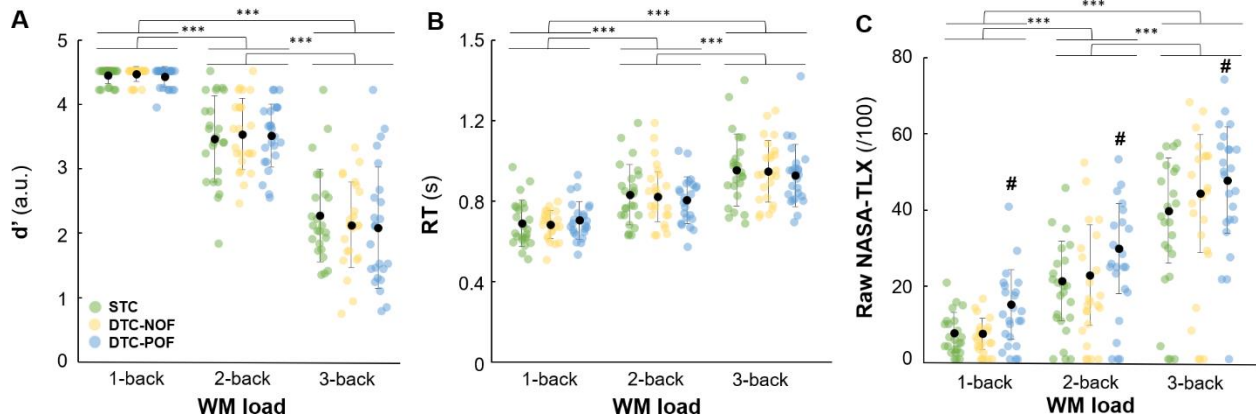 A
***
***
***
5
4
3
2
1
0
d' (a.u.)
STC
DTC-NOF
DTC-POF
1-back
2-back
3-back
WM load
B
***
***
***
1.5
1.2
0.8
0.4
0
RT (s)
1-back
2-back
3-back
WM load
C
***
***
***
80
60
40
20
0
Raw NASA-TLX (/100)
#
#
#
1-back
2-back
3-back
WM load